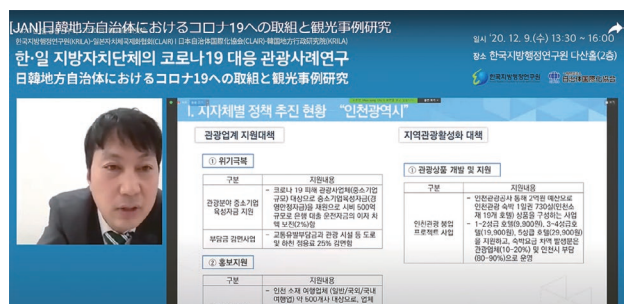 [JAN]日韓地方自治体におけるコロナ19への取組と観光事例研究
한국지방행정연구원(KRILA)-일본자치체국제화협회(CLAIR) I 日本自治体国際化協会(CLAIR)-韓国地方行政研究院(KRILA)
한·일 지방자치단체의 코로나19 대응 관광사례연구
日韓地方自治体におけるコロナ19への取組と観光事例研究
일시 '20. 12. 9.(수) 13:30 ~ 16:00
장소 한국지방행정연구원 다산홀(2층)
한국지방행정연구원
I. 지자체별 정책 추진 현황 "인천광역시"
관광업계 지원대책
① 위기극복
구분 지원내용
관광분야 중소기업 육성자금 지원
- 코로나 19 피해 관광사업체(중소기업
규모) 대상으로 중소기업육성자금(경
영안정자금)을 재원으로 시비 500억
규모로 은행 대출 운전자금의 이자 차
액 보전(2%)함
부담금 감면사업
- 교통유발부담금과 관광 시설 등 도로
및 하천 점용료 25% 감면함
② 홍보지원
구분 지원내용
- 인천 소재 여행업체 (일반/국외/국내
여행업) 약 500개사 대상으로, 업체
지역관광활성화 대책
① 관광상품 개발 및 지원
구분 지원내용
인천관광 붐업
프로젝트 사업
- 인천관광공사 통해 2억원 예산으로
인천관광 숙박 1일권 730실(인천소
재 19개 호텔) 상품을 구성하는 사업
- 1-2성급 호텔(9,900원), 3-4성급호
텔(19,900원), 5성급 호텔(29,900원)
을 지원하고, 숙박요금 차액 발생분은
관광업체(10-20%) 및 인천시 부담
(80-90%)으로 운영